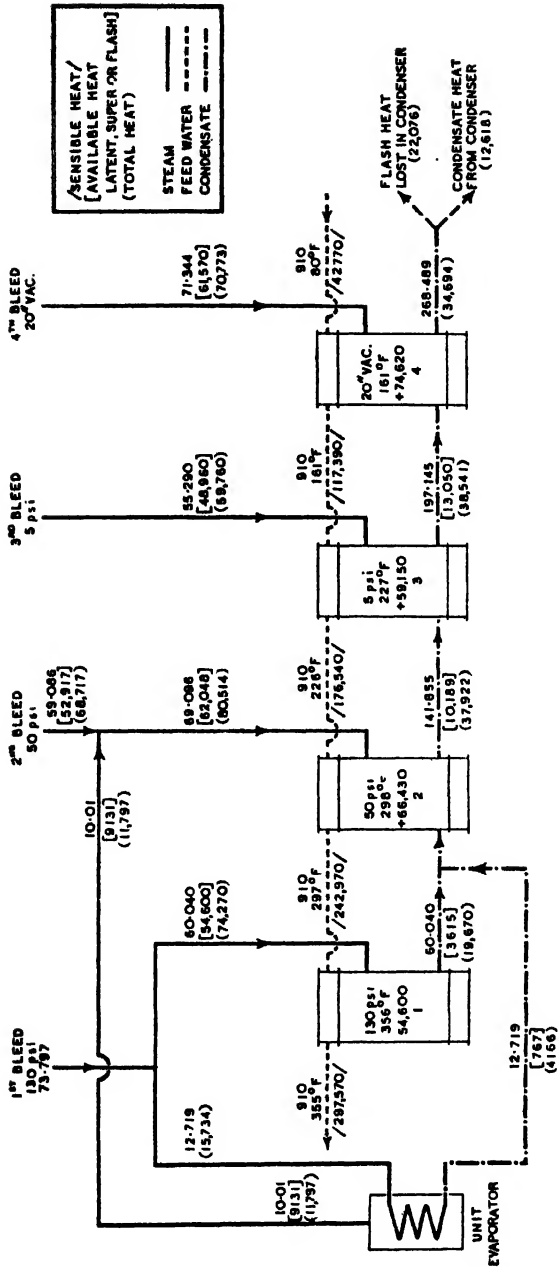 1ST BLEED
130 psi
73·797
2ND BLEED
50 psi
59·086
[52,917]
(68,717)
3RD BLEED
5 psi
55·290
[48,960]
(59,760)
4TH BLEED
20" VAC.
71·344
[61,570]
(70,773)
/SENSIBLE HEAT/
[AVAILABLE HEAT
LATENT, SUPER OR FLASH]
(TOTAL HEAT)
STEAM
FEED WATER
CONDENSATE
10·01
[9131]
(11,797)
12·719
(15,734)
60·040
[54,600]
(74,270)
69·096
[62,048]
(80,514)
10·01
[9131]
(11,797)
910
355°F
/297,570/
910
297°F
/242,970/
910
226°F
/176,540/
910
161°F
/117,390/
910
80°F
/42770/
130 psi
356°F
54,600
1
50 psi
298°F
+66,430
2
5 psi
227°F
+59,150
3
20" VAC.
161°F
+74,620
4
60·040
[3615]
(19,670)
141·855
[10,189]
(37,922)
197·145
[13,050]
(38,541)
268·489
(34,694)
FLASH HEAT
LOST IN CONDENSER
(22,076)
CONDENSATE HEAT
FROM CONDENSER
(12,618)
12·719
[767]
(4166)
UNIT
EVAPORATOR